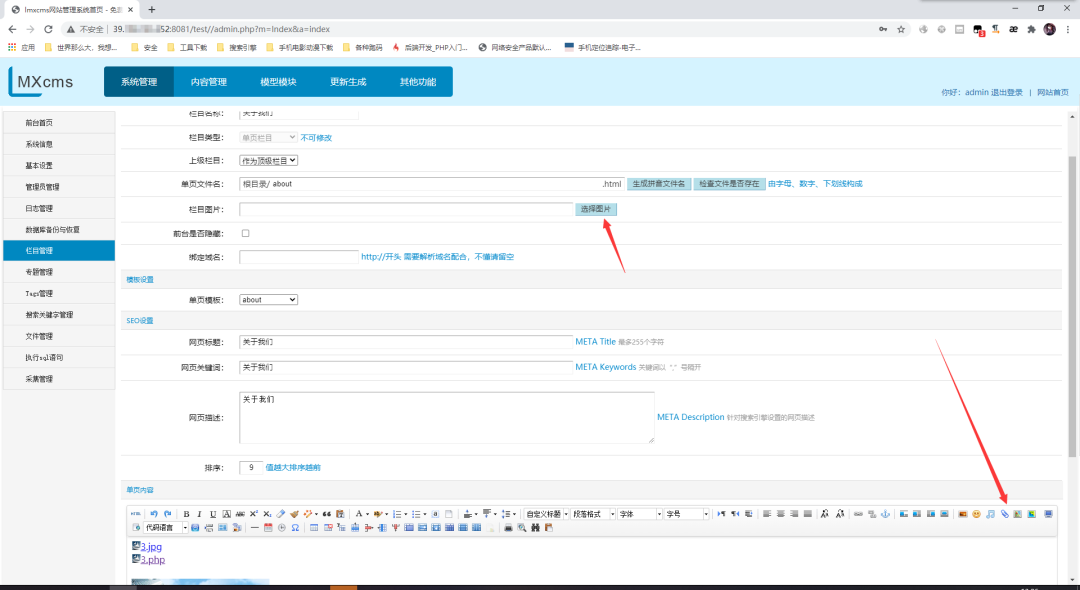 lmxcms网站管理系统首页 - 免
不安全 39. 52:8081/test//admin.php?m=Index&a=index
应用 世界那么大、我想... 安全 工具下载 搜索引擎 手机电影动漫下载 备件跑码 后端开发_PHP入门... 网络安全产品默认... 手机定位追踪-电子...
MXcms 系统管理 内容管理 模型模块 更新生成 其他功能
你好：admin 退出登录 | 网站首页
前台首页
系统信息
基本设置
管理员管理
日志管理
数据库备份与恢复
栏目管理
专题管理
Tags管理
搜索关键字管理
文件管理
执行sql语句
采集管理
栏目名称： 关于我们
栏目类型： 单页栏目 不可修改
上级栏目： 作为顶级栏目
单页文件名： 根目录/ about .html 生成拼音文件名 检查文件是否存在 由字母、数字、下划线构成
栏目图片： 选择图片
前台是否隐藏：
绑定域名： http://开头 需要解析域名配合，不懂请留空
模板设置
单页模板： about
SEO设置
网页标题： 关于我们 META Title 最多255个字符
网页关键词： 关于我们 META Keywords 关键词以 "," 号隔开
网页描述： 关于我们 META Description 针对搜索引擎设置的网页描述
排序： 9 值越大排序越前
单页内容
HTML 自定义标题 段落格式 字体 字号
代码语言
3.jpg
3.php